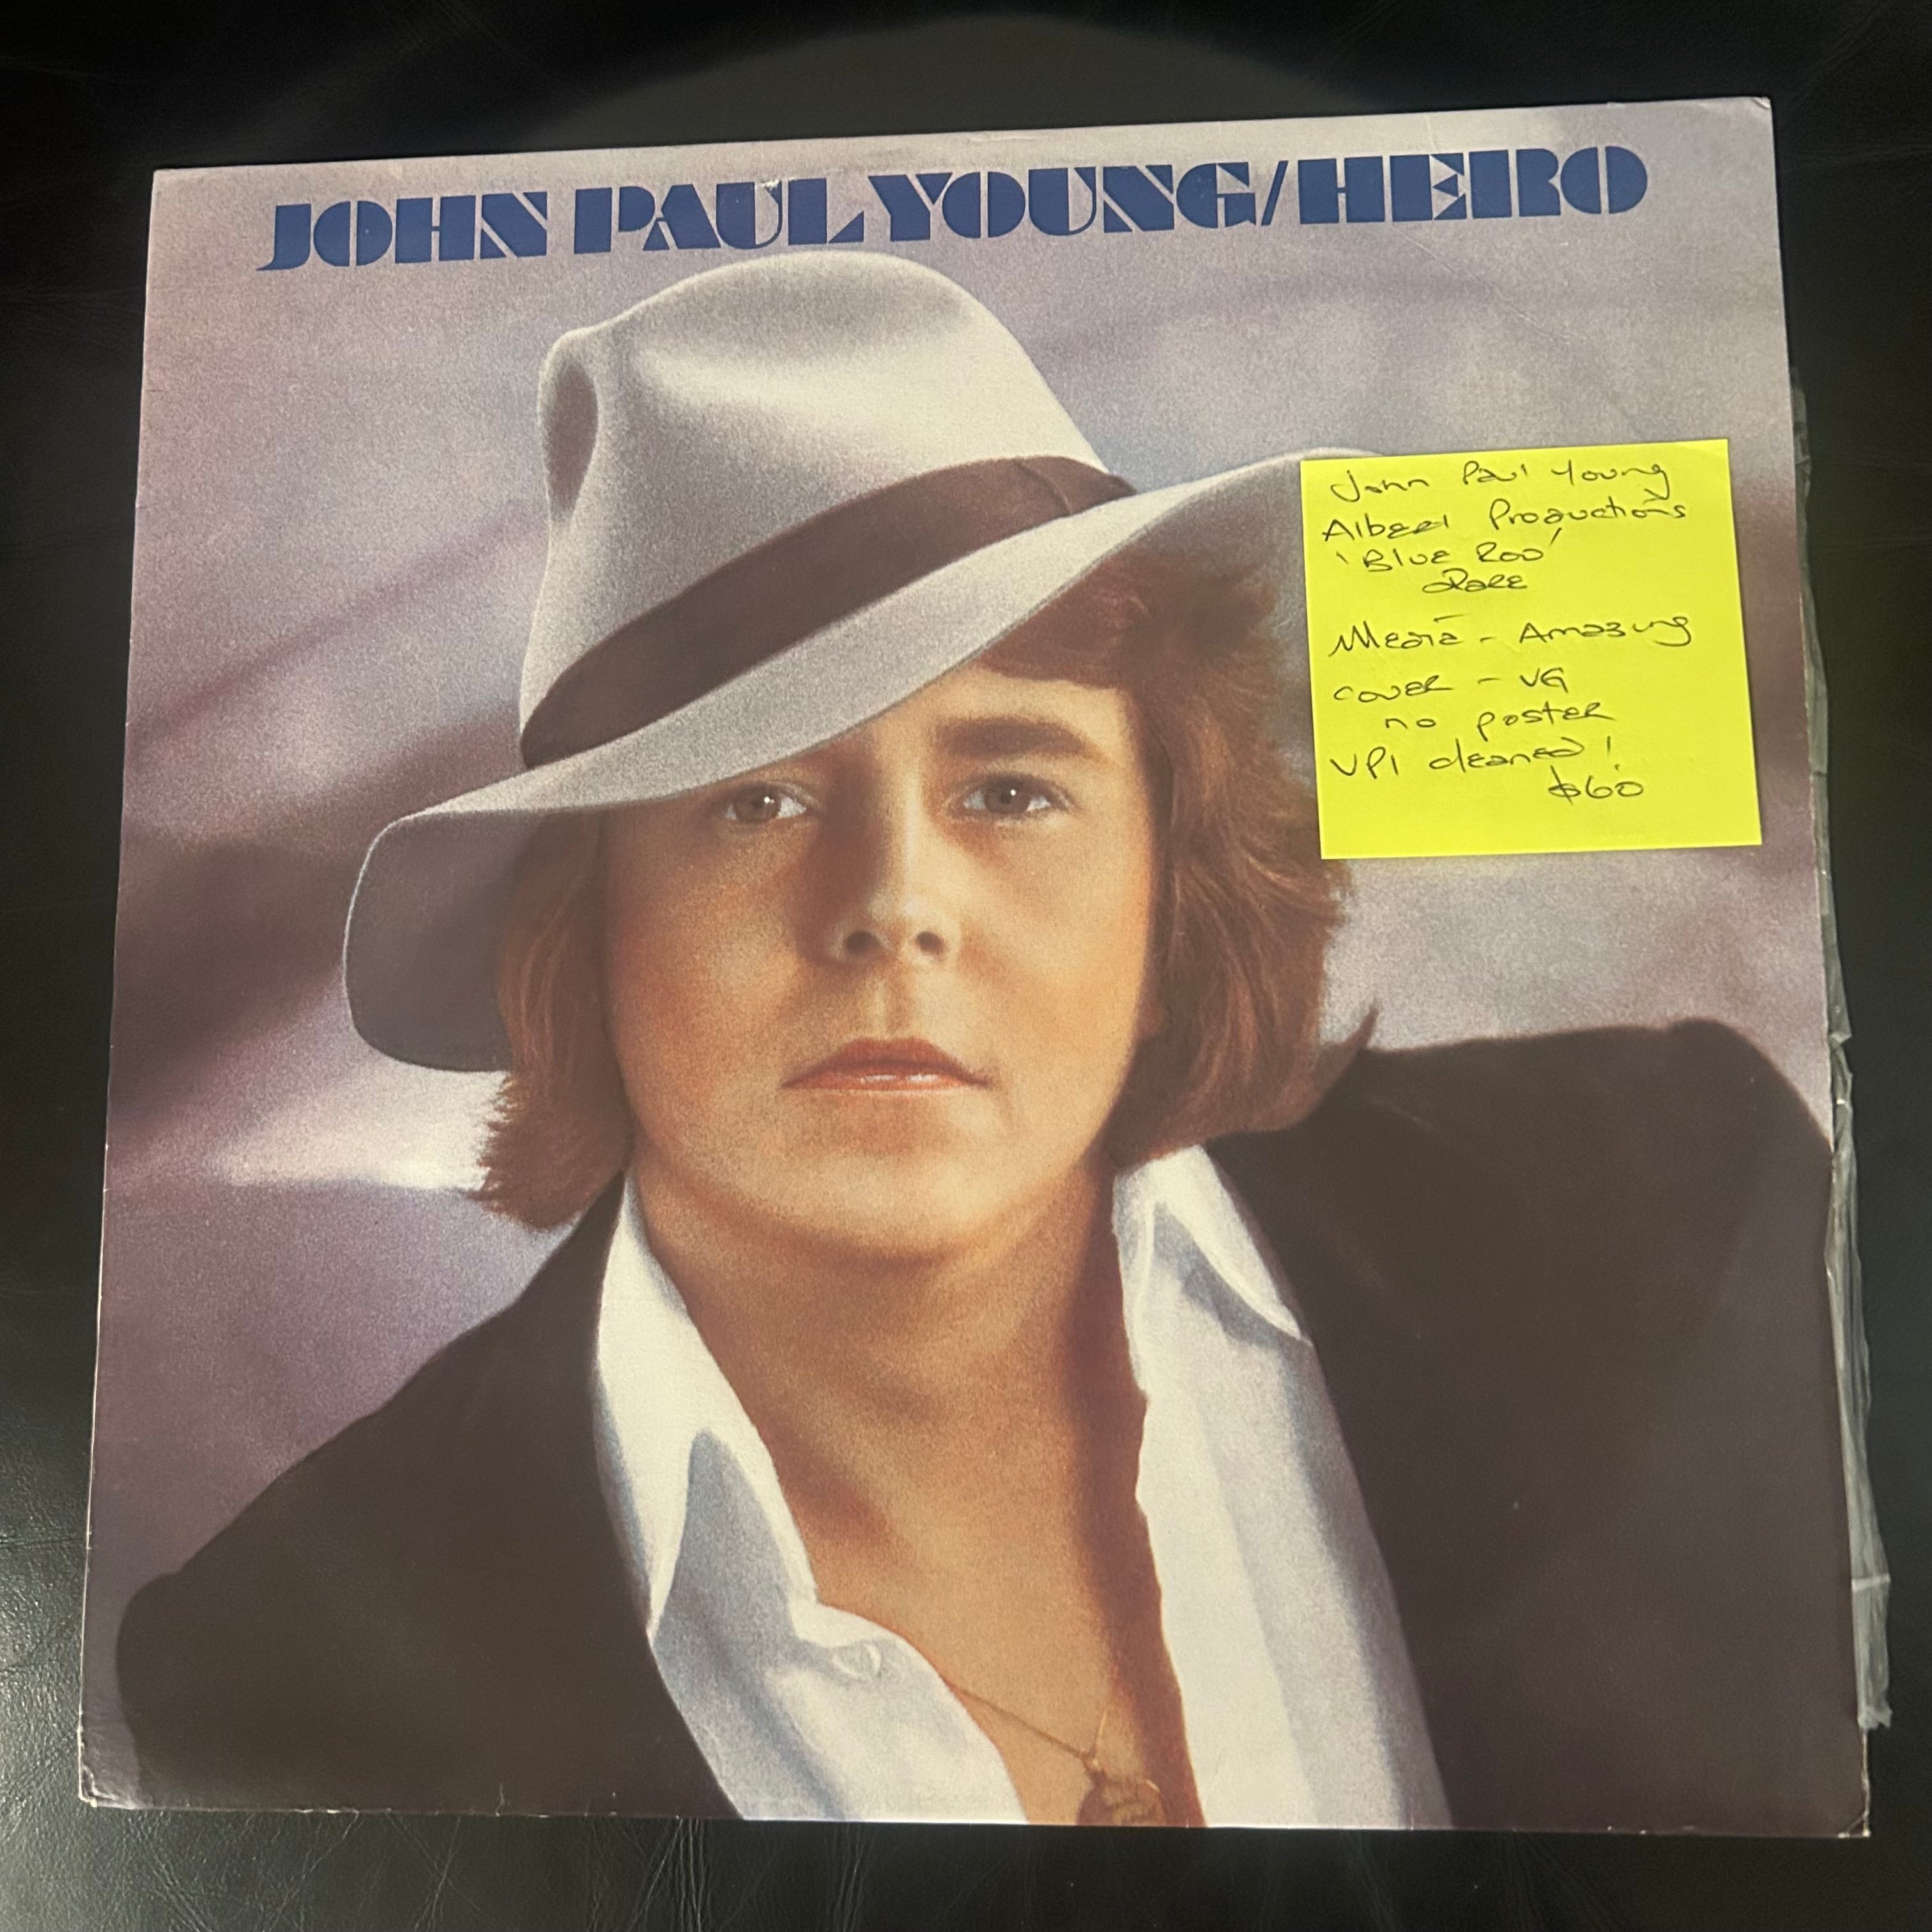 JOHN PAUL YOUNG/HERO
John Paul Young
Albert Productions
'Blue Roo'
Rare
Media - Amazing
cover - VG
no poster
VPI cleaned!
$60